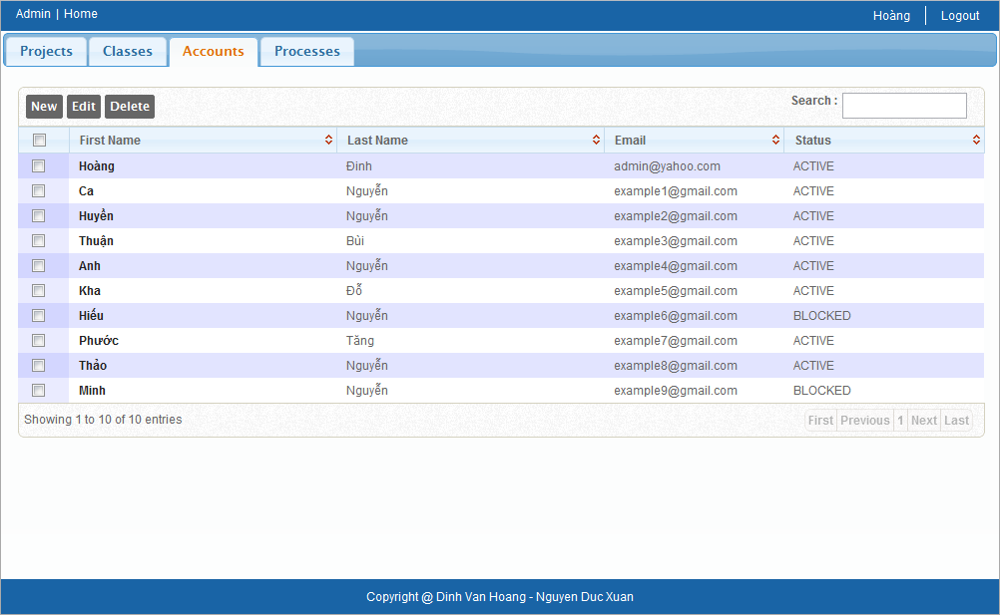 Admin | Home Hoàng Logout
Projects Classes Accounts Processes
New Edit Delete Search :
First Name Last Name Email Status
Hoàng Đinh admin@yahoo.com ACTIVE
Ca Nguyễn example1@gmail.com ACTIVE
Huyền Nguyễn example2@gmail.com ACTIVE
Thuận Bùi example3@gmail.com ACTIVE
Anh Nguyễn example4@gmail.com ACTIVE
Kha Đỗ example5@gmail.com ACTIVE
Hiếu Nguyễn example6@gmail.com BLOCKED
Phước Tăng example7@gmail.com ACTIVE
Thảo Nguyễn example8@gmail.com ACTIVE
Minh Nguyễn example9@gmail.com BLOCKED
Showing 1 to 10 of 10 entries First Previous 1 Next Last
Copyright @ Dinh Van Hoang - Nguyen Duc Xuan